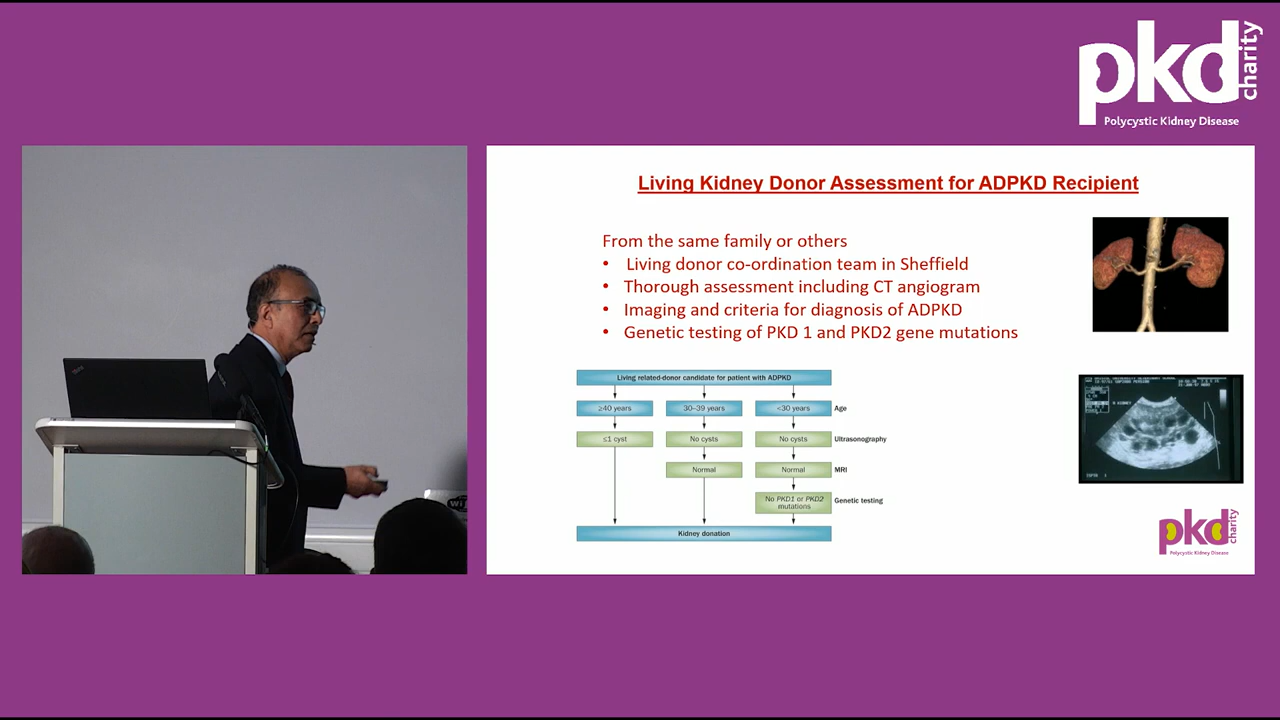 pkd
charity
Polycystic Kidney Disease
Living Kidney Donor Assessment for ADPKD Recipient
From the same family or others
• Living donor co-ordination team in Sheffield
• Thorough assessment including CT angiogram
• Imaging and criteria for diagnosis of ADPKD
• Genetic testing of PKD 1 and PKD2 gene mutations
Living related-donor candidate for patient with ADPKD
≥40 years 30–39 years <30 years Age
≤1 cyst No cysts No cysts Ultrasonography
Normal Normal MRI
No PKD1 or PKD2
mutations
Genetic testing
Kidney donation
KIDNEY
pkd
charity
Polycystic Kidney Disease